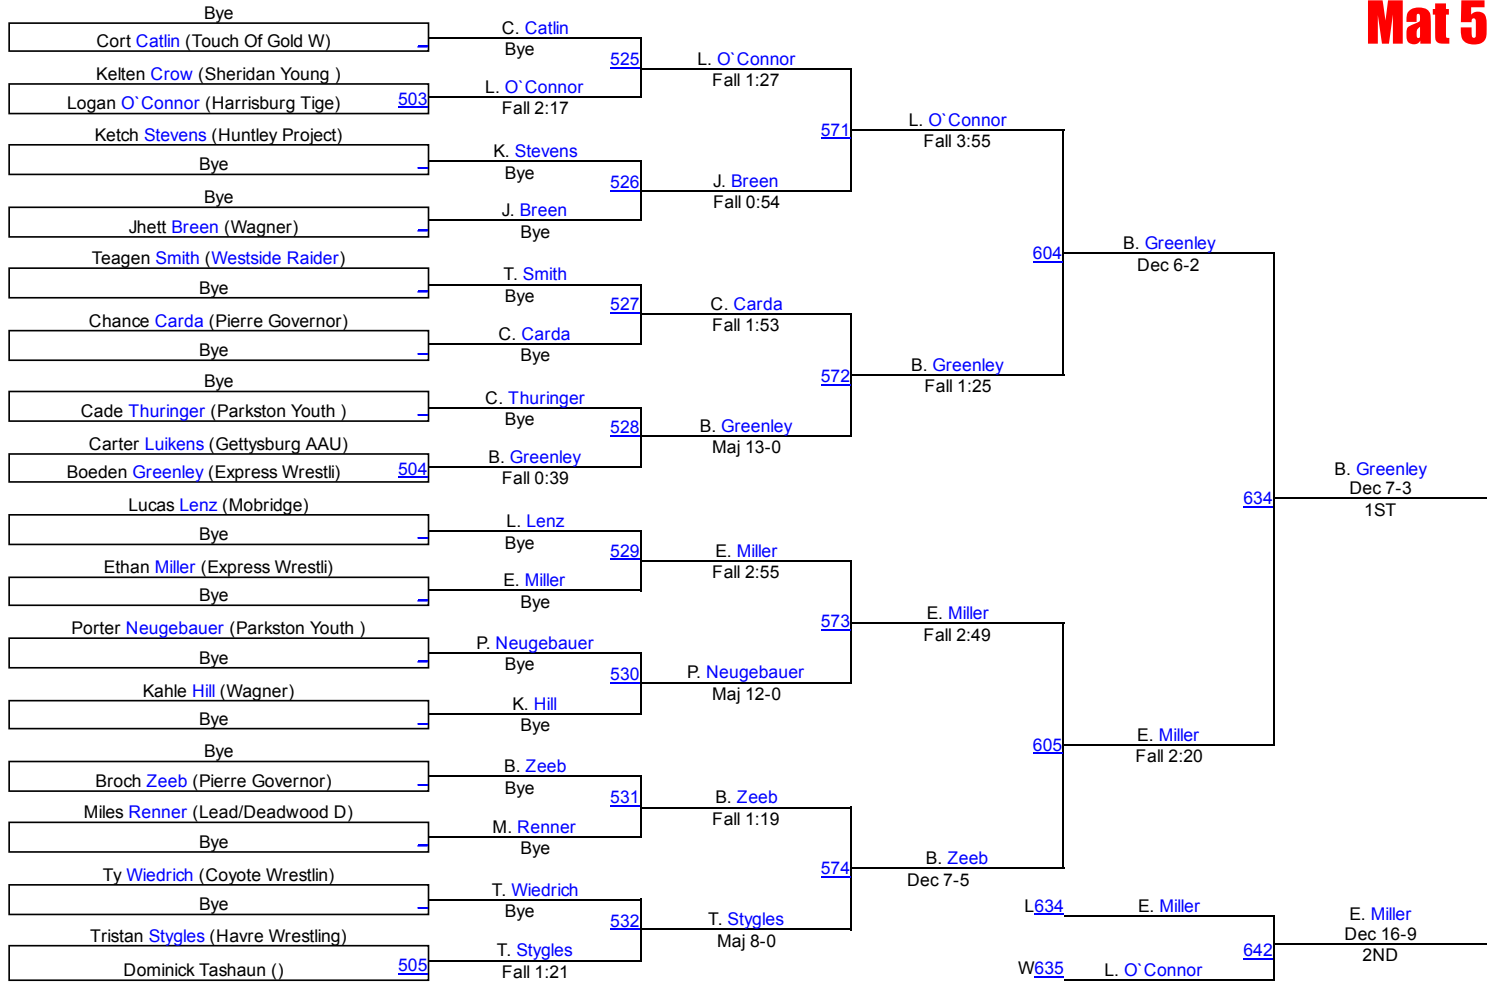 Mat 5
Bye
Cort Catlin (Touch Of Gold W)
Kelten Crow (Sheridan Young )
Logan O`Connor (Harrisburg Tige) 503
Ketch Stevens (Huntley Project)
Bye
Bye
Jhett Breen (Wagner)
Teagen Smith (Westside Raider)
Bye
Chance Carda (Pierre Governor)
Bye
Bye
Cade Thuringer (Parkston Youth )
Carter Luikens (Gettysburg AAU)
Boeden Greenley (Express Wrestli) 504
Lucas Lenz (Mobridge)
Bye
Ethan Miller (Express Wrestli)
Bye
Porter Neugebauer (Parkston Youth )
Bye
Kahle Hill (Wagner)
Bye
Bye
Broch Zeeb (Pierre Governor)
Miles Renner (Lead/Deadwood D)
Bye
Ty Wiedrich (Coyote Wrestlin)
Bye
Tristan Stygles (Havre Wrestling)
Dominick Tashaun () 505
C. Catlin
Bye
525
L. O`Connor
Fall 2:17
K. Stevens
Bye
526
J. Breen
Bye
T. Smith
Bye
527
C. Carda
Bye
C. Thuringer
Bye
528
B. Greenley
Fall 0:39
L. Lenz
Bye
529
E. Miller
Bye
P. Neugebauer
Bye
530
K. Hill
Bye
B. Zeeb
Bye
531
M. Renner
Bye
T. Wiedrich
Bye
532
T. Stygles
Fall 1:21
L. O`Connor
Fall 1:27
571
J. Breen
Fall 0:54
C. Carda
Fall 1:53
572
B. Greenley
Maj 13-0
E. Miller
Fall 2:55
573
P. Neugebauer
Maj 12-0
B. Zeeb
Fall 1:19
574
T. Stygles
Maj 8-0
L. O`Connor
Fall 3:55
604
B. Greenley
Fall 1:25
E. Miller
Fall 2:49
605
B. Zeeb
Dec 7-5
B. Greenley
Dec 6-2
634
E. Miller
Fall 2:20
B. Greenley
Dec 7-3
1ST
L634 E. Miller
642
W635 L. O`Connor
E. Miller
Dec 16-9
2ND